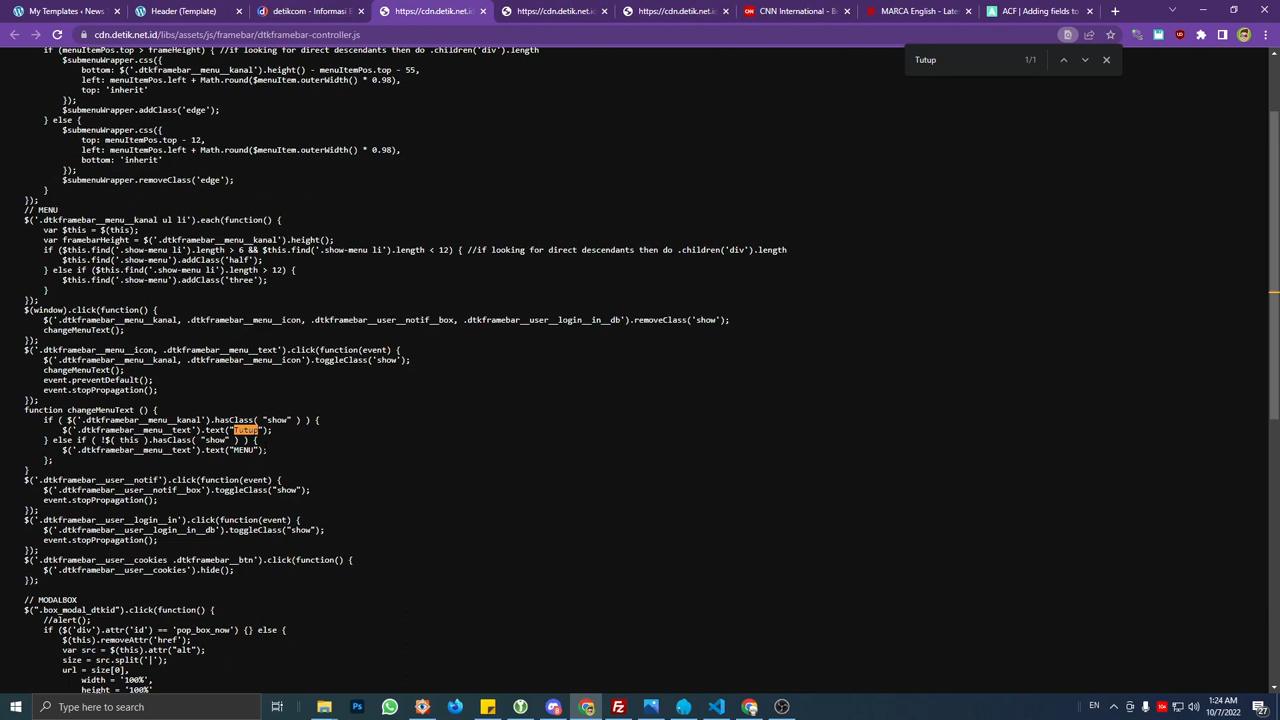 My Templates ‹ News
Header (Template)
detikcom - Informasi B
https://cdn.detik.net.id
https://cdn.detik.net.id
https://cdn.detik.net.id
CNN International - Br
MARCA English - Late
ACF | Adding fields to
cdn.detik.net.id/libs/assets/js/framebar/dtkframebar-controller.js
Tutup 1/1
if (menuItemPos.top > frameHeight) { //if looking for direct descendants then do .children('div').length
$submenuWrapper.css({
bottom: $('.dtkframebar__menu__kanal').height() - menuItemPos.top - 55,
left: menuItemPos.left + Math.round($menuItem.outerWidth() * 0.98),
top: 'inherit'
});
$submenuWrapper.addClass('edge');
} else {
$submenuWrapper.css({
top: menuItemPos.top - 12,
left: menuItemPos.left + Math.round($menuItem.outerWidth() * 0.98),
bottom: 'inherit'
});
$submenuWrapper.removeClass('edge');
}
});
// MENU
$('.dtkframebar__menu__kanal ul li').each(function() {
var $this = $(this);
var framebarHeight = $('.dtkframebar__menu__kanal').height();
if ($this.find('.show-menu li').length > 6 && $this.find('.show-menu li').length < 12) { //if looking for direct descendants then do .children('div').length
$this.find('.show-menu').addClass('half');
} else if ($this.find('.show-menu li').length > 12) {
$this.find('.show-menu').addClass('three');
}
});
$(window).click(function() {
$('.dtkframebar__menu__kanal, .dtkframebar__menu__icon, .dtkframebar__user__notif__box, .dtkframebar__user__login__in__db').removeClass('show');
changeMenuText();
});
$('.dtkframebar__menu__icon, .dtkframebar__menu__text').click(function(event) {
$('.dtkframebar__menu__kanal, .dtkframebar__menu__icon').toggleClass('show');
changeMenuText();
event.preventDefault();
event.stopPropagation();
});
function changeMenuText () {
if ( $('.dtkframebar__menu__kanal').hasClass( "show" ) ) {
$('.dtkframebar__menu__text').text("Tutup");
} else if ( !$( this ).hasClass( "show" ) ) {
$('.dtkframebar__menu__text').text("MENU");
};
}
$('.dtkframebar__user__notif').click(function(event) {
$('.dtkframebar__user__notif__box').toggleClass("show");
event.stopPropagation();
});
$('.dtkframebar__user__login__in').click(function(event) {
$('.dtkframebar__user__login__in__db').toggleClass("show");
event.stopPropagation();
});
$('.dtkframebar__user__cookies .dtkframebar__btn').click(function() {
$('.dtkframebar__user__cookies').hide();
});
// MODALBOX
$(".box_modal_dtkid").click(function() {
//alert();
if ($('div').attr('id') == 'pop_box_now') {} else {
$(this).removeAttr('href');
var src = $(this).attr("alt");
size = src.split('|');
url = size[0],
width = '100%',
height = '100%'
Type here to search
ENG
1:24 AM
10/7/2022
27